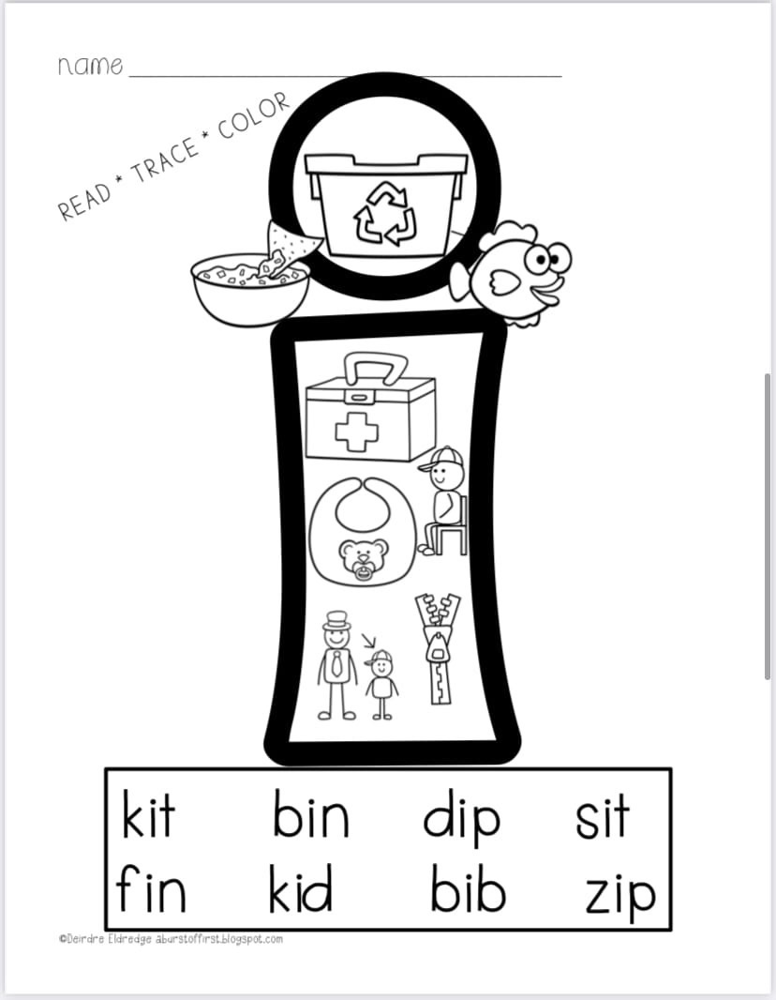 name
READ * TRACE * COLOR
kit bin dip sit
fin kid bib zip
©Deirdre Eldredge aburstoffirst.blogspot.com